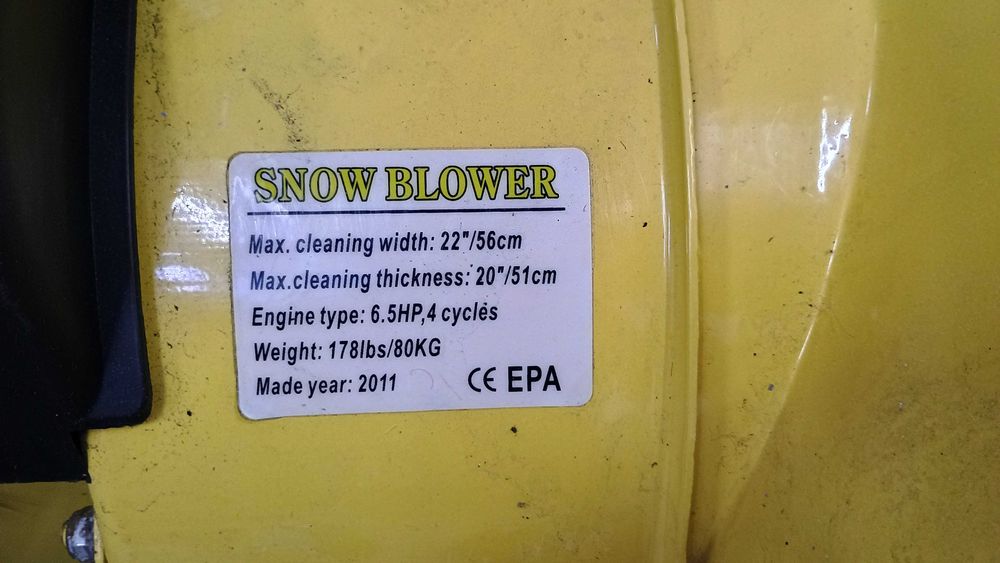 SNOW BLOWER
Max. cleaning width: 22"/56cm
Max.cleaning thickness: 20"/51cm
Engine type: 6.5HP,4 cycles
Weight: 178lbs/80KG
Made year: 2011
CE EPA